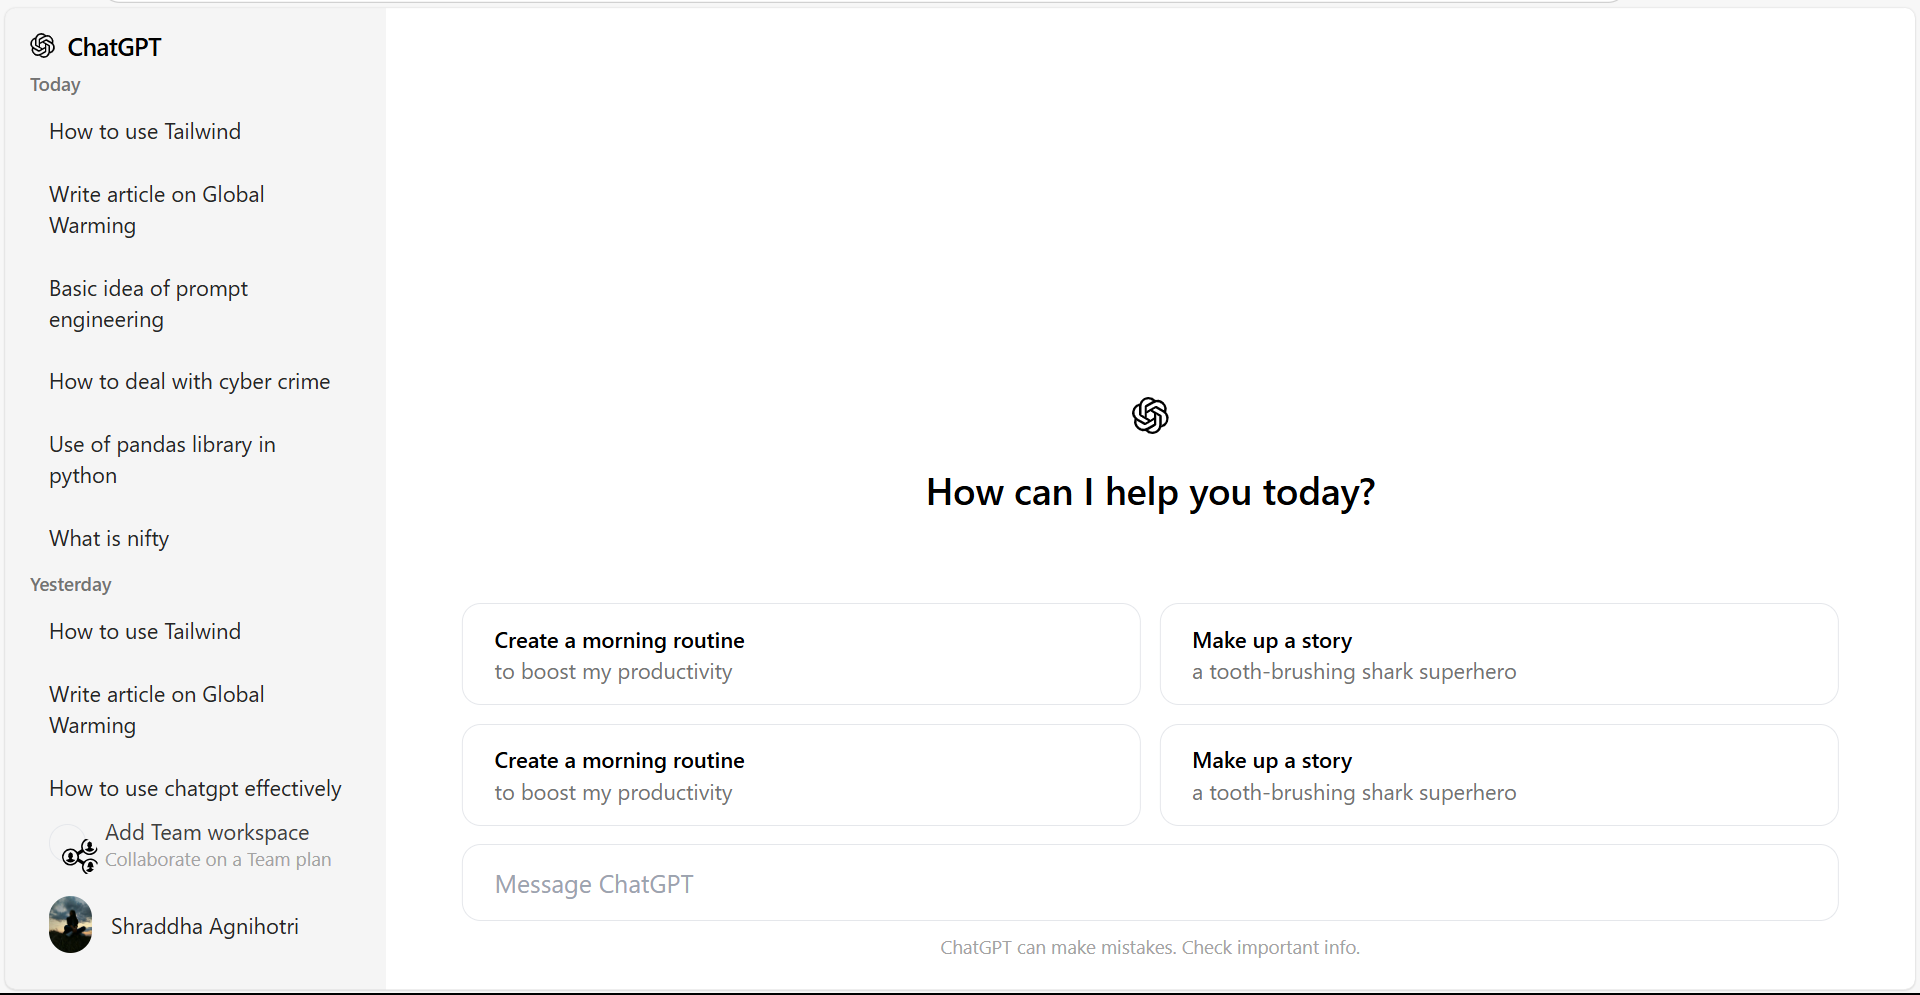 ChatGPT
Today
How to use Tailwind
Write article on Global
Warming
Basic idea of prompt
engineering
How to deal with cyber crime
Use of pandas library in
python
What is nifty
Yesterday
How to use Tailwind
Write article on Global
Warming
How to use chatgpt effectively
Add Team workspace
Collaborate on a Team plan
Shraddha Agnihotri
How can I help you today?
Create a morning routine
to boost my productivity
Make up a story
a tooth-brushing shark superhero
Create a morning routine
to boost my productivity
Make up a story
a tooth-brushing shark superhero
Message ChatGPT
ChatGPT can make mistakes. Check important info.